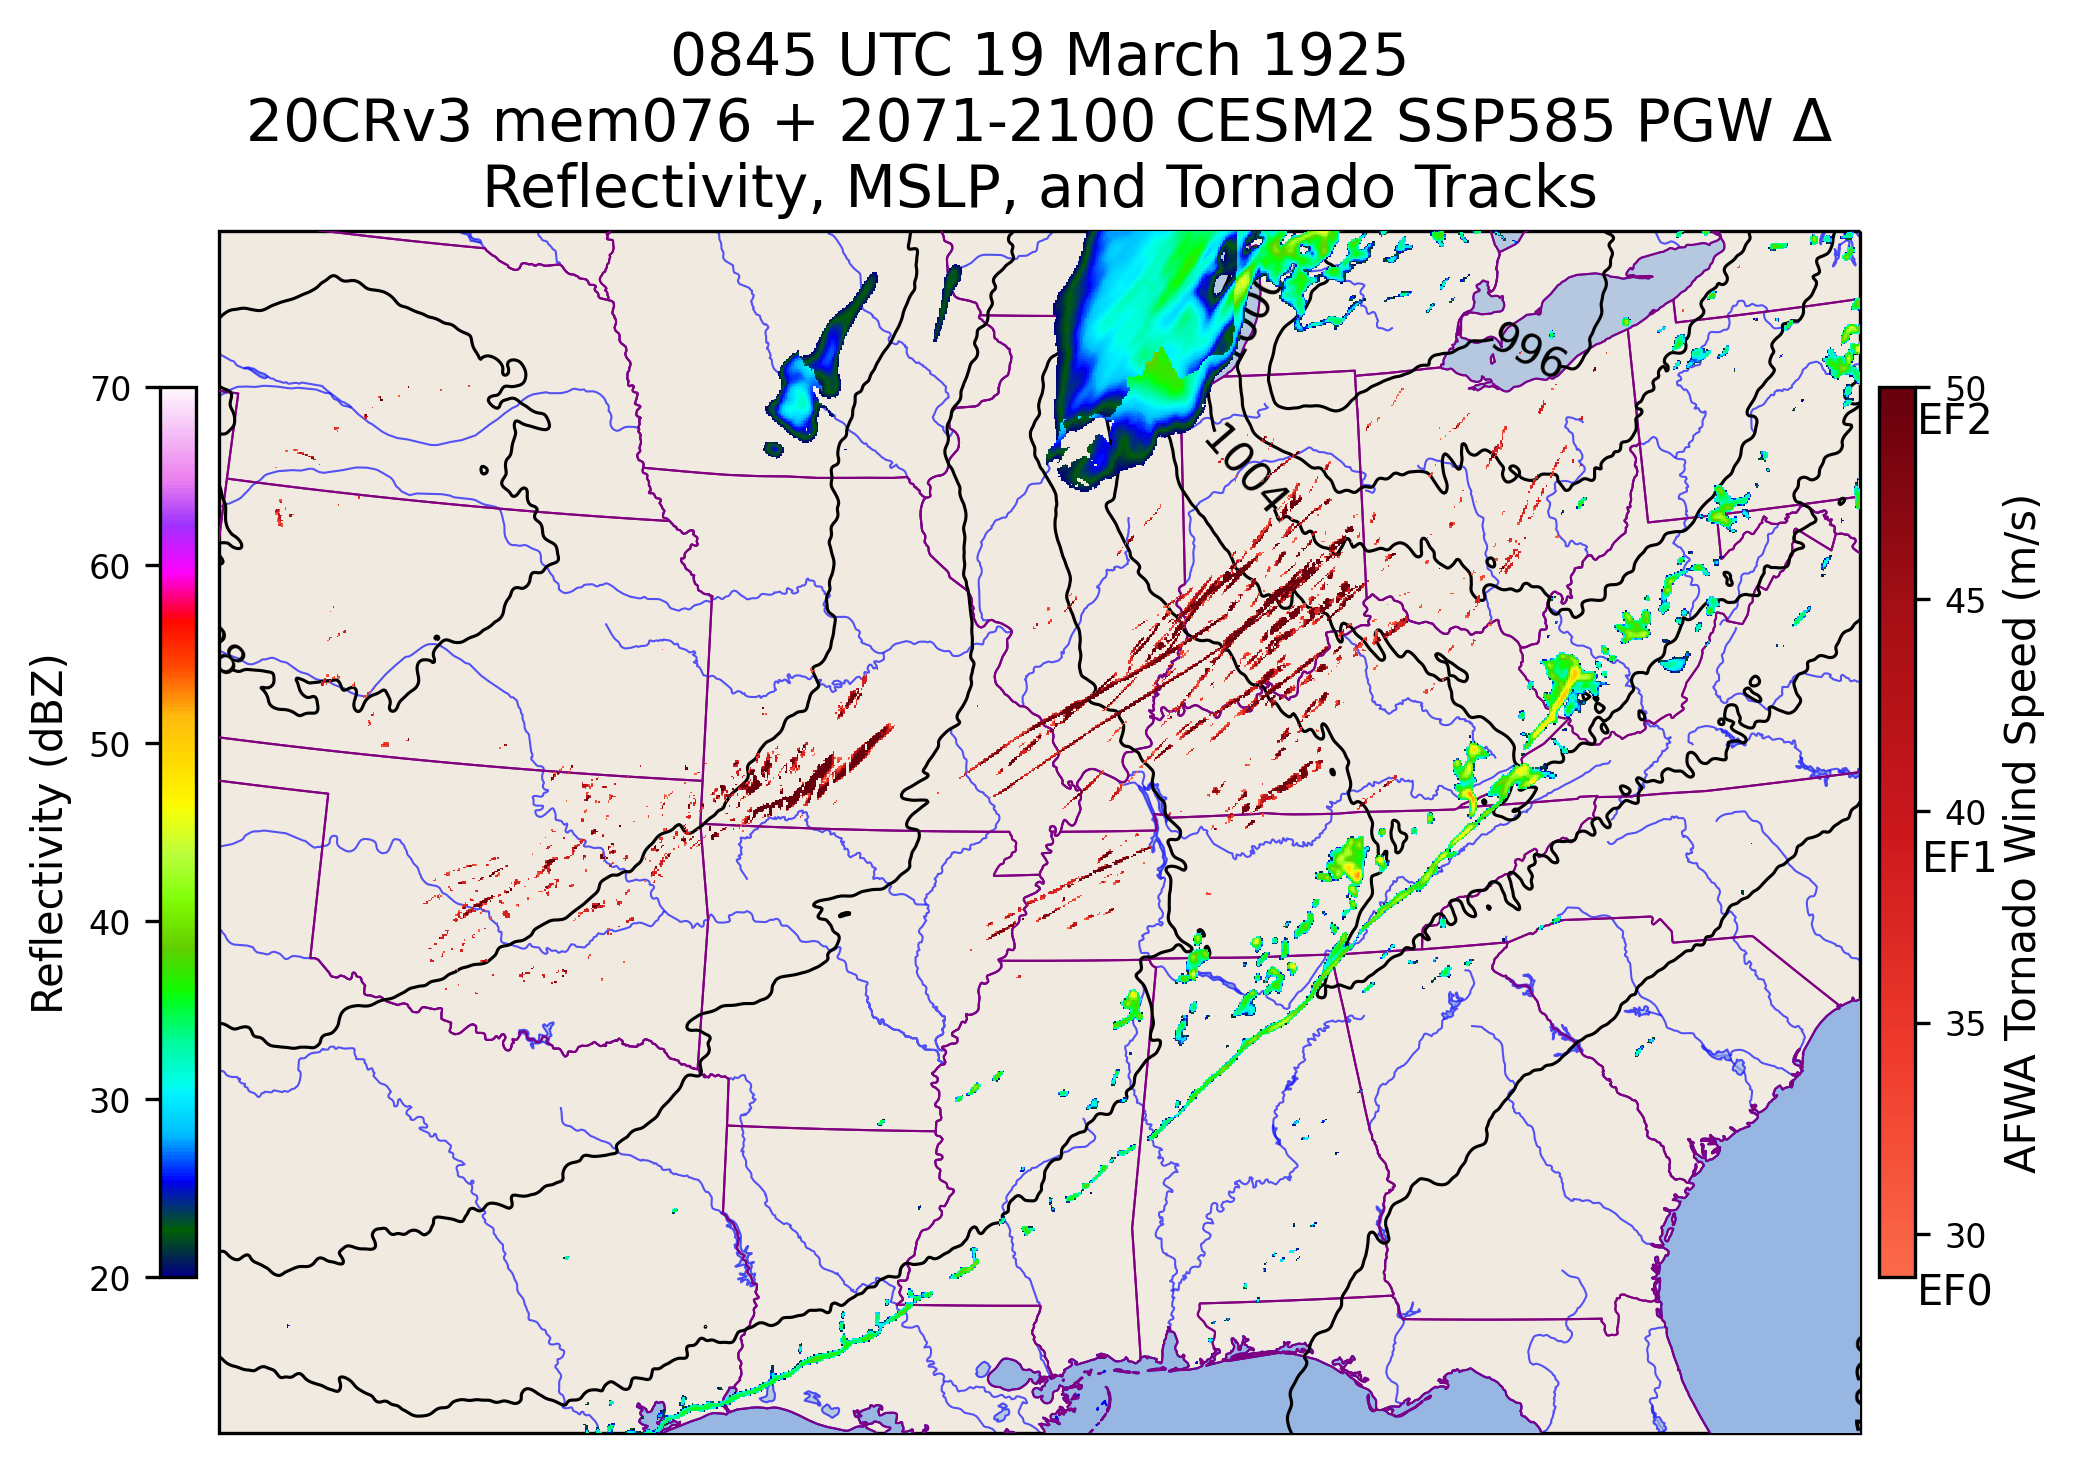 0845 UTC 19 March 1925
20CRv3 mem076 + 2071-2100 CESM2 SSP585 PGW Δ
Reflectivity, MSLP, and Tornado Tracks
70
60
50
40
30
20
Reflectivity (dBZ)
996
1004
50
EF2
45
40
EF1
35
30
EF0
AFWA Tornado Wind Speed (m/s)